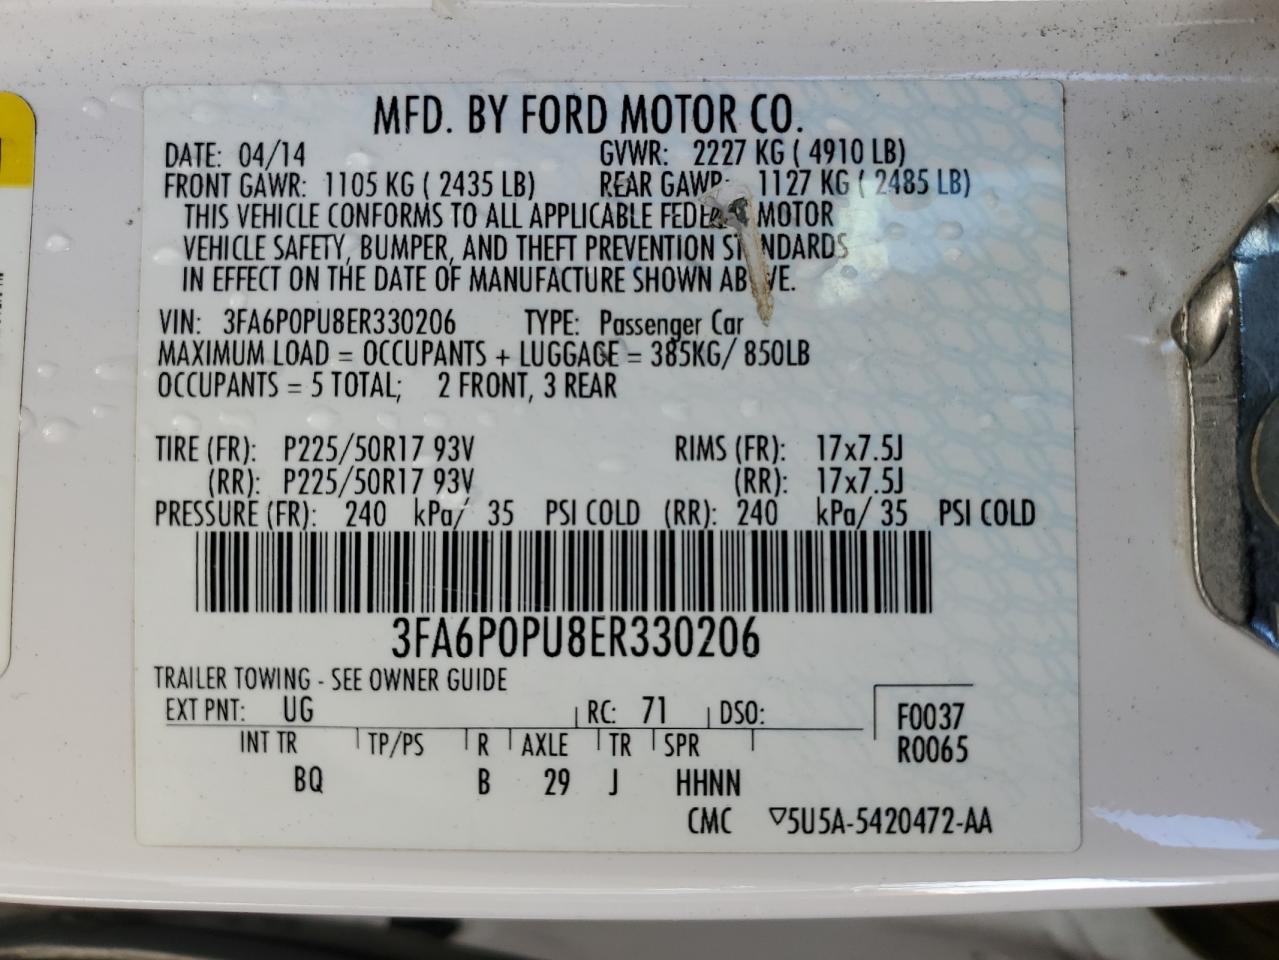 MFD. BY FORD MOTOR CO.
DATE: 04/14 GVWR: 2227 KG ( 4910 LB)
FRONT GAWR: 1105 KG ( 2435 LB) REAR GAWR: 1127 KG ( 2485 LB)
THIS VEHICLE CONFORMS TO ALL APPLICABLE FEDERAL MOTOR
VEHICLE SAFETY, BUMPER, AND THEFT PREVENTION STANDARDS
IN EFFECT ON THE DATE OF MANUFACTURE SHOWN ABOVE.
VIN: 3FA6P0PU8ER330206 TYPE: Passenger Car
MAXIMUM LOAD = OCCUPANTS + LUGGAGE = 385KG/ 850LB
OCCUPANTS = 5 TOTAL; 2 FRONT, 3 REAR
TIRE (FR): P225/50R17 93V RIMS (FR): 17x7.5J
(RR): P225/50R17 93V (RR): 17x7.5J
PRESSURE (FR): 240 kPa/ 35 PSI COLD (RR): 240 kPa/ 35 PSI COLD
3FA6P0PU8ER330206
TRAILER TOWING - SEE OWNER GUIDE
EXT PNT: UG RC: 71 DSO: F0037
INT TR TP/PS R AXLE TR SPR R0065
BQ B 29 J HHNN
CMC ▽5U5A-5420472-AA